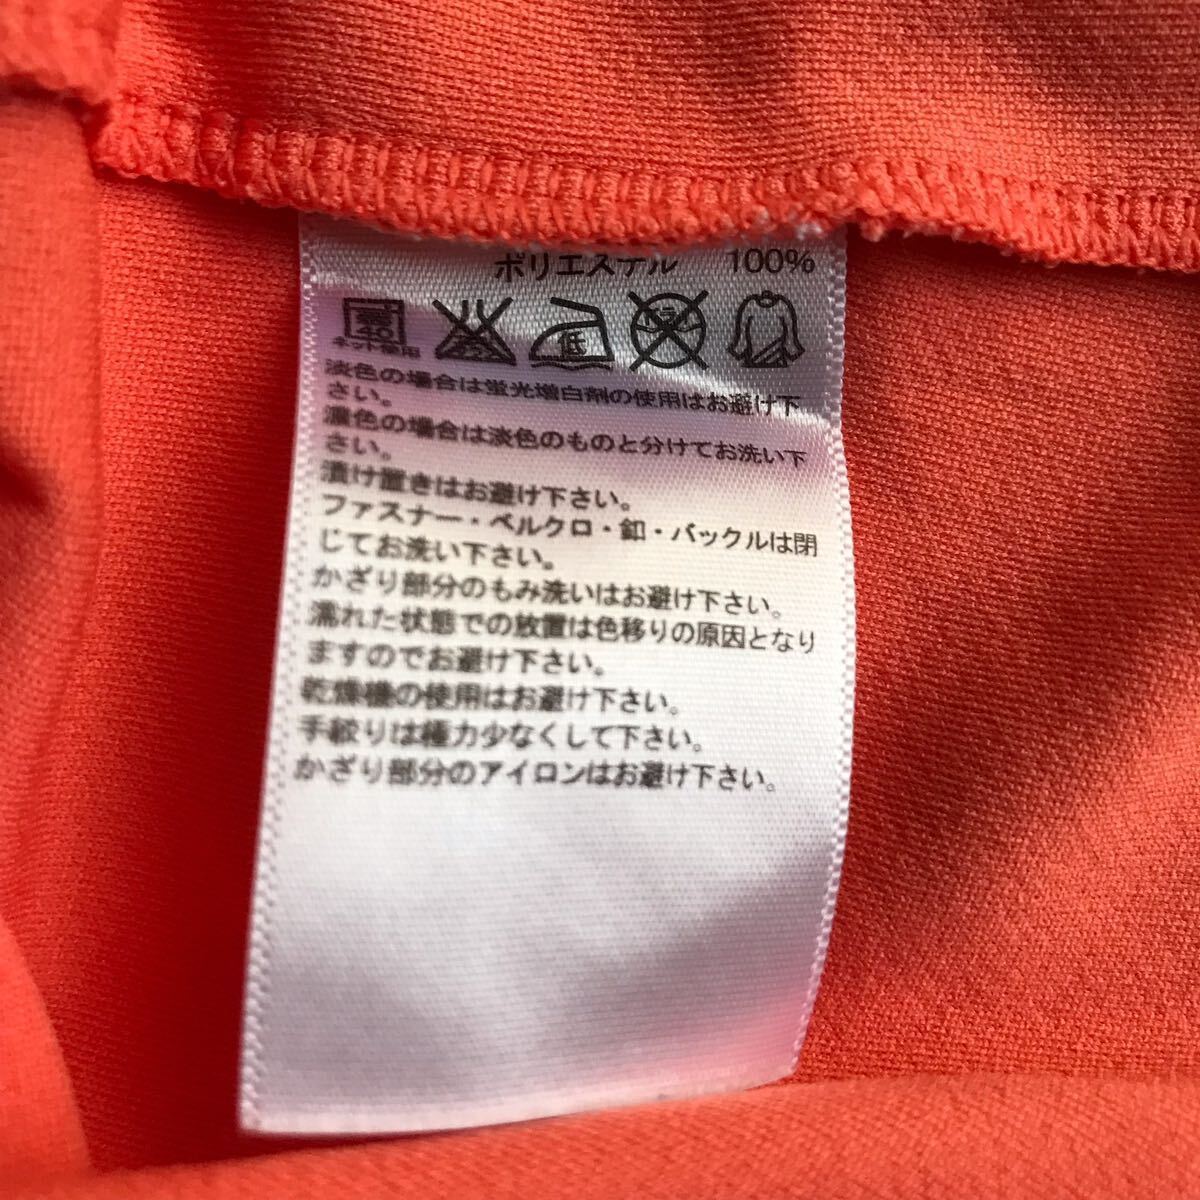 ポリエステル 100%
弱 40
ネット使用
低
淡色の場合は蛍光増白剤の使用はお避け下
さい。
濃色の場合は淡色のものと分けてお洗い下
さい。
漬け置きはお避け下さい。
ファスナー・ベルクロ・釦・バックルは閉
じてお洗い下さい。
かざり部分のもみ洗いはお避け下さい。
濡れた状態での放置は色移りの原因となり
ますのでお避け下さい。
乾燥機の使用はお避け下さい。
手絞りは極力少なくして下さい。
かざり部分のアイロンはお避け下さい。